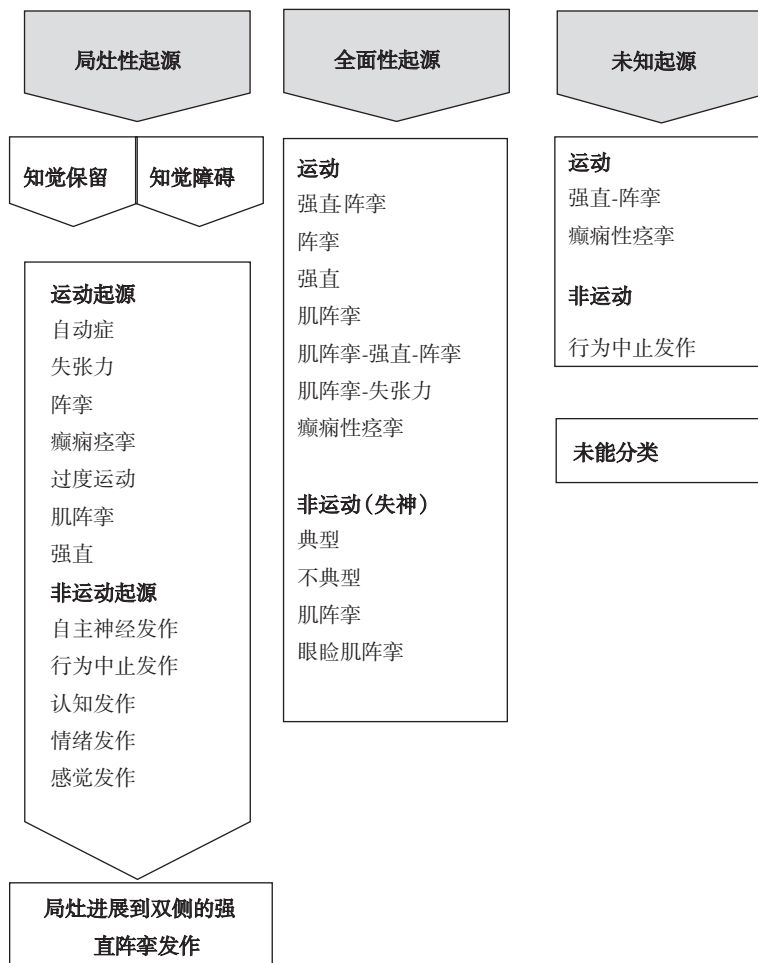 局灶性起源
知觉保留
知觉障碍
运动起源
自动症
失张力
阵挛
癫痫痉挛
过度运动
肌阵挛
强直
非运动起源
自主神经发作
行为中止发作
认知发作
情绪发作
感觉发作
局灶进展到双侧的强
直阵挛发作
全面性起源
运动
强直阵挛
阵挛
强直
肌阵挛
肌阵挛-强直-阵挛
肌阵挛-失张力
癫痫性痉挛
非运动(失神)
典型
不典型
肌阵挛
眼睑肌阵挛
未知起源
运动
强直-阵挛
癫痫性痉挛
非运动
行为中止发作
未能分类